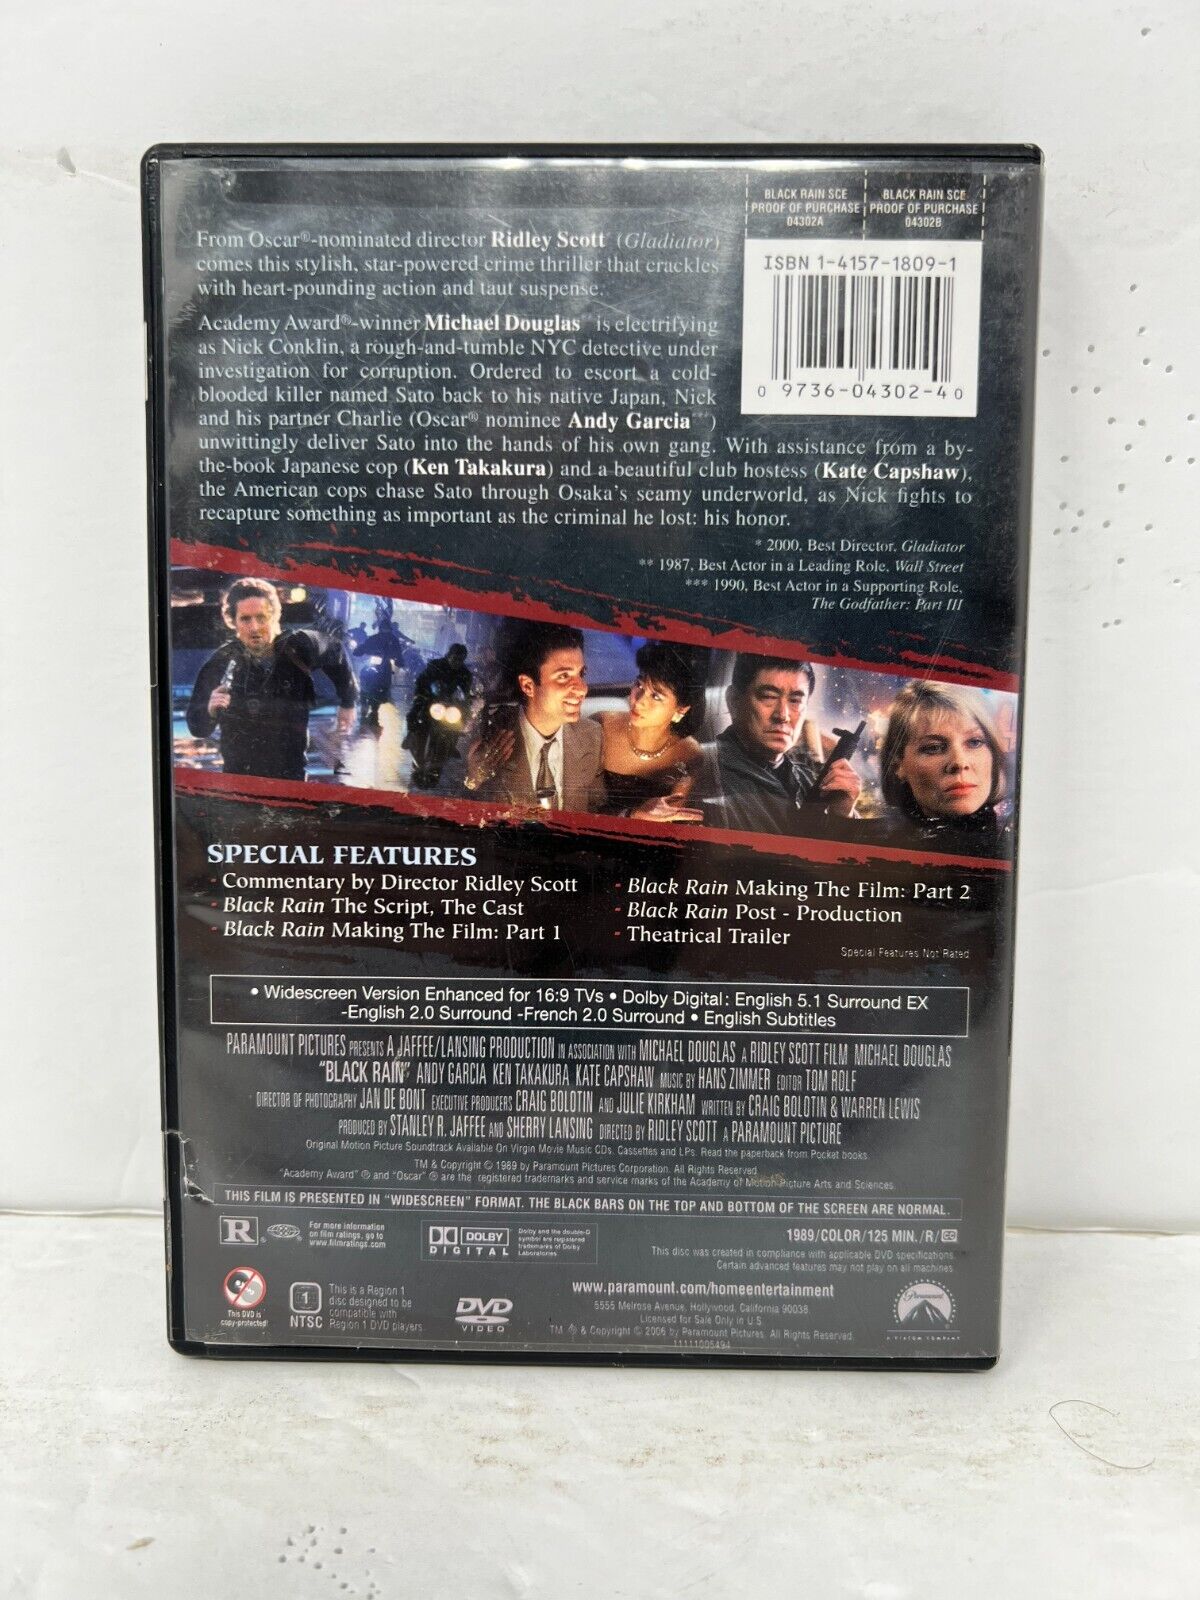 BLACK RAIN SCE
PROOF OF PURCHASE
04302A
BLACK RAIN SCE
PROOF OF PURCHASE
04302B
ISBN 1-4157-1809-1
0 9736-04302-4 0
From Oscar®-nominated director Ridley Scott* (Gladiator)
comes this stylish, star-powered crime thriller that crackles
with heart-pounding action and taut suspense.
Academy Award®-winner Michael Douglas** is electrifying
as Nick Conklin, a rough-and-tumble NYC detective under
investigation for corruption. Ordered to escort a cold-
blooded killer named Sato back to his native Japan, Nick
and his partner Charlie (Oscar® nominee Andy Garcia***)
unwittingly deliver Sato into the hands of his own gang. With assistance from a by-
the-book Japanese cop (Ken Takakura) and a beautiful club hostess (Kate Capshaw),
the American cops chase Sato through Osaka's seamy underworld, as Nick fights to
recapture something as important as the criminal he lost: his honor.
* 2000, Best Director, Gladiator
** 1987, Best Actor in a Leading Role, Wall Street
*** 1990, Best Actor in a Supporting Role,
The Godfather: Part III
SPECIAL FEATURES
- Commentary by Director Ridley Scott
- Black Rain The Script, The Cast
- Black Rain Making The Film: Part 1
- Black Rain Making The Film: Part 2
- Black Rain Post - Production
- Theatrical Trailer
Special Features Not Rated
• Widescreen Version Enhanced for 16:9 TVs • Dolby Digital: English 5.1 Surround EX
-English 2.0 Surround -French 2.0 Surround • English Subtitles
PARAMOUNT PICTURES PRESENTS A JAFFEE/LANSING PRODUCTION IN ASSOCIATION WITH MICHAEL DOUGLAS A RIDLEY SCOTT FILM MICHAEL DOUGLAS
"BLACK RAIN" ANDY GARCIA KEN TAKAKURA KATE CAPSHAW MUSIC BY HANS ZIMMER EDITOR TOM ROLF
DIRECTOR OF PHOTOGRAPHY JAN DE BONT EXECUTIVE PRODUCERS CRAIG BOLOTIN AND JULIE KIRKHAM WRITTEN BY CRAIG BOLOTIN & WARREN LEWIS
PRODUCED BY STANLEY R. JAFFEE AND SHERRY LANSING DIRECTED BY RIDLEY SCOTT A PARAMOUNT PICTURE
Original Motion Picture Soundtrack Available On Virgin Movie Music CDs, Cassettes and LPs. Read the paperback from Pocket books
TM & Copyright © 1989 by Paramount Pictures Corporation. All Rights Reserved.
"Academy Award" ® and "Oscar" ® are the registered trademarks and service marks of the Academy of Motion Picture Arts and Sciences.
THIS FILM IS PRESENTED IN "WIDESCREEN" FORMAT. THE BLACK BARS ON THE TOP AND BOTTOM OF THE SCREEN ARE NORMAL.
R ®
For more information
on film ratings, go to
www.filmratings.com
DOLBY
DIGITAL
Dolby and the double-D
symbol are registered
trademarks of Dolby
Laboratories.
1989/COLOR/125 MIN./R/CC
This disc was created in compliance with applicable DVD specifications.
Certain advanced features may not play on all machines.
This DVD is
copy-protected!
1
NTSC
This is a Region 1
disc designed to be
compatible with
Region 1 DVD players.
DVD
VIDEO
www.paramount.com/homeentertainment
5555 Melrose Avenue, Hollywood, California 90038.
Licensed for Sale Only in U.S.
TM, ® & Copyright © 2006 by Paramount Pictures. All Rights Reserved.
11111005494
Paramount
A VIACOM COMPANY